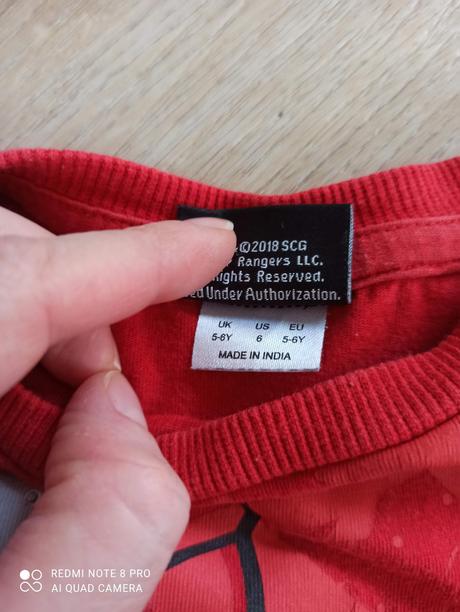 ©2018 SCG
Rangers LLC.
Reserved.
Under Authorization.
UK US EU
5-6Y 6 5-6Y
MADE IN INDIA
REDMI NOTE 8 PRO
AI QUAD CAMERA